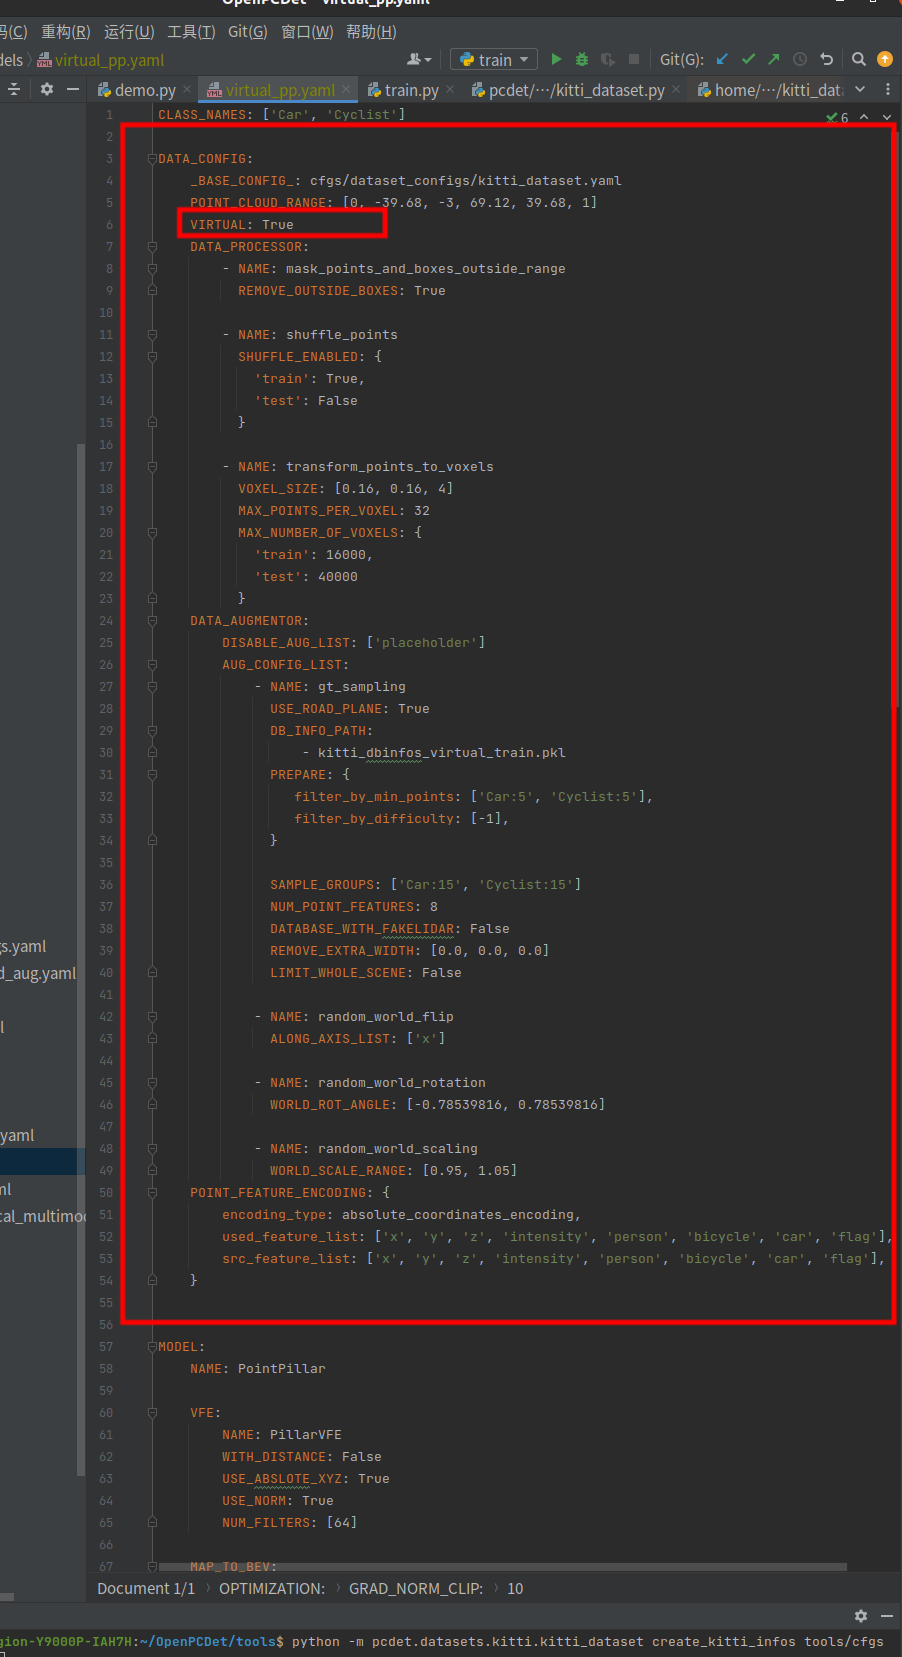 OpenPCDet – virtual_pp.yaml
码(C) 重构(R) 运行(U) 工具(T) Git(G) 窗口(W) 帮助(H)
dels virtual_pp.yaml train Git(G):
demo.py virtual_pp.yaml train.py pcdet/···/kitti_dataset.py home/···/kitti_data
1 CLASS_NAMES: ['Car', 'Cyclist'] 6
2
3 DATA_CONFIG:
4 _BASE_CONFIG_: cfgs/dataset_configs/kitti_dataset.yaml
5 POINT_CLOUD_RANGE: [0, -39.68, -3, 69.12, 39.68, 1]
6 VIRTUAL: True
7 DATA_PROCESSOR:
8 - NAME: mask_points_and_boxes_outside_range
9 REMOVE_OUTSIDE_BOXES: True
10
11 - NAME: shuffle_points
12 SHUFFLE_ENABLED: {
13 'train': True,
14 'test': False
15 }
16
17 - NAME: transform_points_to_voxels
18 VOXEL_SIZE: [0.16, 0.16, 4]
19 MAX_POINTS_PER_VOXEL: 32
20 MAX_NUMBER_OF_VOXELS: {
21 'train': 16000,
22 'test': 40000
23 }
24 DATA_AUGMENTOR:
25 DISABLE_AUG_LIST: ['placeholder']
26 AUG_CONFIG_LIST:
27 - NAME: gt_sampling
28 USE_ROAD_PLANE: True
29 DB_INFO_PATH:
30 - kitti_dbinfos_virtual_train.pkl
31 PREPARE: {
32 filter_by_min_points: ['Car:5', 'Cyclist:5'],
33 filter_by_difficulty: [-1],
34 }
35
36 SAMPLE_GROUPS: ['Car:15', 'Cyclist:15']
37 NUM_POINT_FEATURES: 8
38 DATABASE_WITH_FAKELIDAR: False
39 REMOVE_EXTRA_WIDTH: [0.0, 0.0, 0.0]
gs.yaml
40 LIMIT_WHOLE_SCENE: False
d_aug.yaml
41
42 - NAME: random_world_flip
l
43 ALONG_AXIS_LIST: ['x']
44
45 - NAME: random_world_rotation
46 WORLD_ROT_ANGLE: [-0.78539816, 0.78539816]
47
yaml
48 - NAME: random_world_scaling
49 WORLD_SCALE_RANGE: [0.95, 1.05]
ml
50 POINT_FEATURE_ENCODING: {
cal_multimod
51 encoding_type: absolute_coordinates_encoding,
52 used_feature_list: ['x', 'y', 'z', 'intensity', 'person', 'bicycle', 'car', 'flag'],
53 src_feature_list: ['x', 'y', 'z', 'intensity', 'person', 'bicycle', 'car', 'flag'],
54 }
55
56
57 MODEL:
58 NAME: PointPillar
59
60 VFE:
61 NAME: PillarVFE
62 WITH_DISTANCE: False
63 USE_ABSLOTE_XYZ: True
64 USE_NORM: True
65 NUM_FILTERS: [64]
66
67 MAP_TO_BEV:
Document 1/1 OPTIMIZATION: GRAD_NORM_CLIP: 10
gion-Y9000P-IAH7H:~/OpenPCDet/tools$ python -m pcdet.datasets.kitti.kitti_dataset create_kitti_infos tools/cfgs